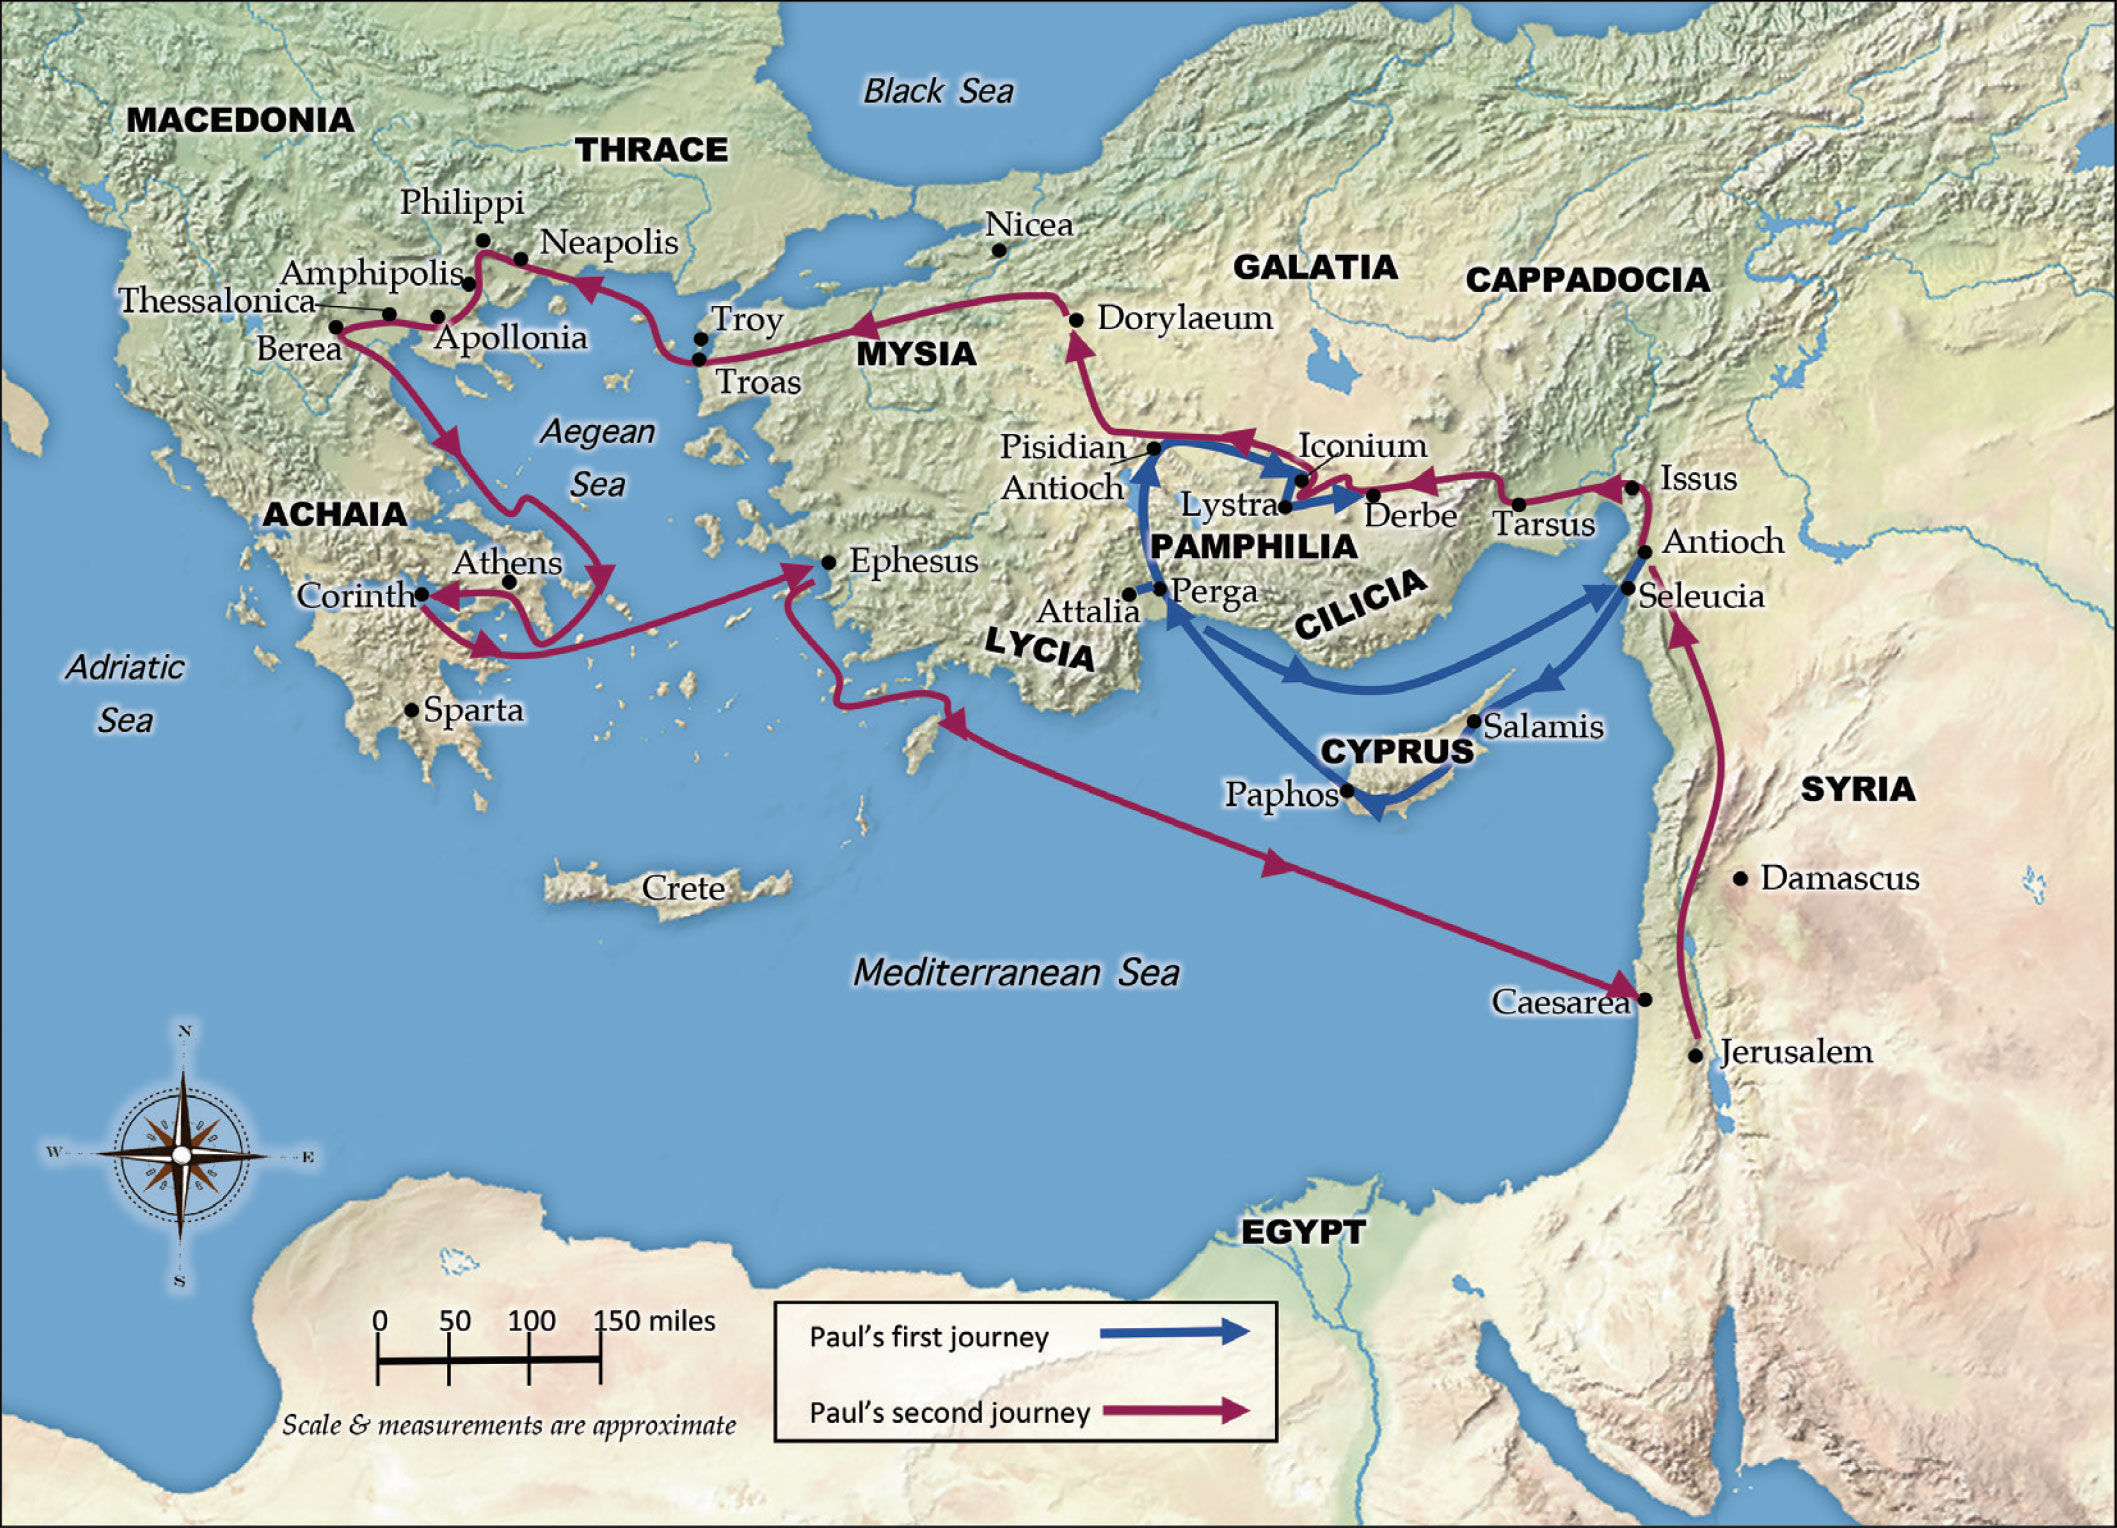 Black Sea
MACEDONIA
THRACE
Philippi
Nicea
Neapolis
GALATIA
CAPPADOCIA
Amphipolis
Thessalonica
Troy
Dorylaeum
Apollonia
Berea
MYSIA
Troas
Aegean
Sea
Pisidian
Antioch
Iconium
Issus
Lystra
Derbe
Tarsus
ACHAIA
Antioch
PAMPHILIA
Athens
Ephesus
Corinth
Perga
Seleucia
Attalia
CILICIA
LYCIA
Adriatic
Sea
Sparta
Salamis
CYPRUS
Paphos
SYRIA
Damascus
Crete
Mediterranean Sea
Caesarea
Jerusalem
N
W
E
S
EGYPT
0 50 100 150 miles
Scale & measurements are approximate
Paul's first journey
Paul's second journey